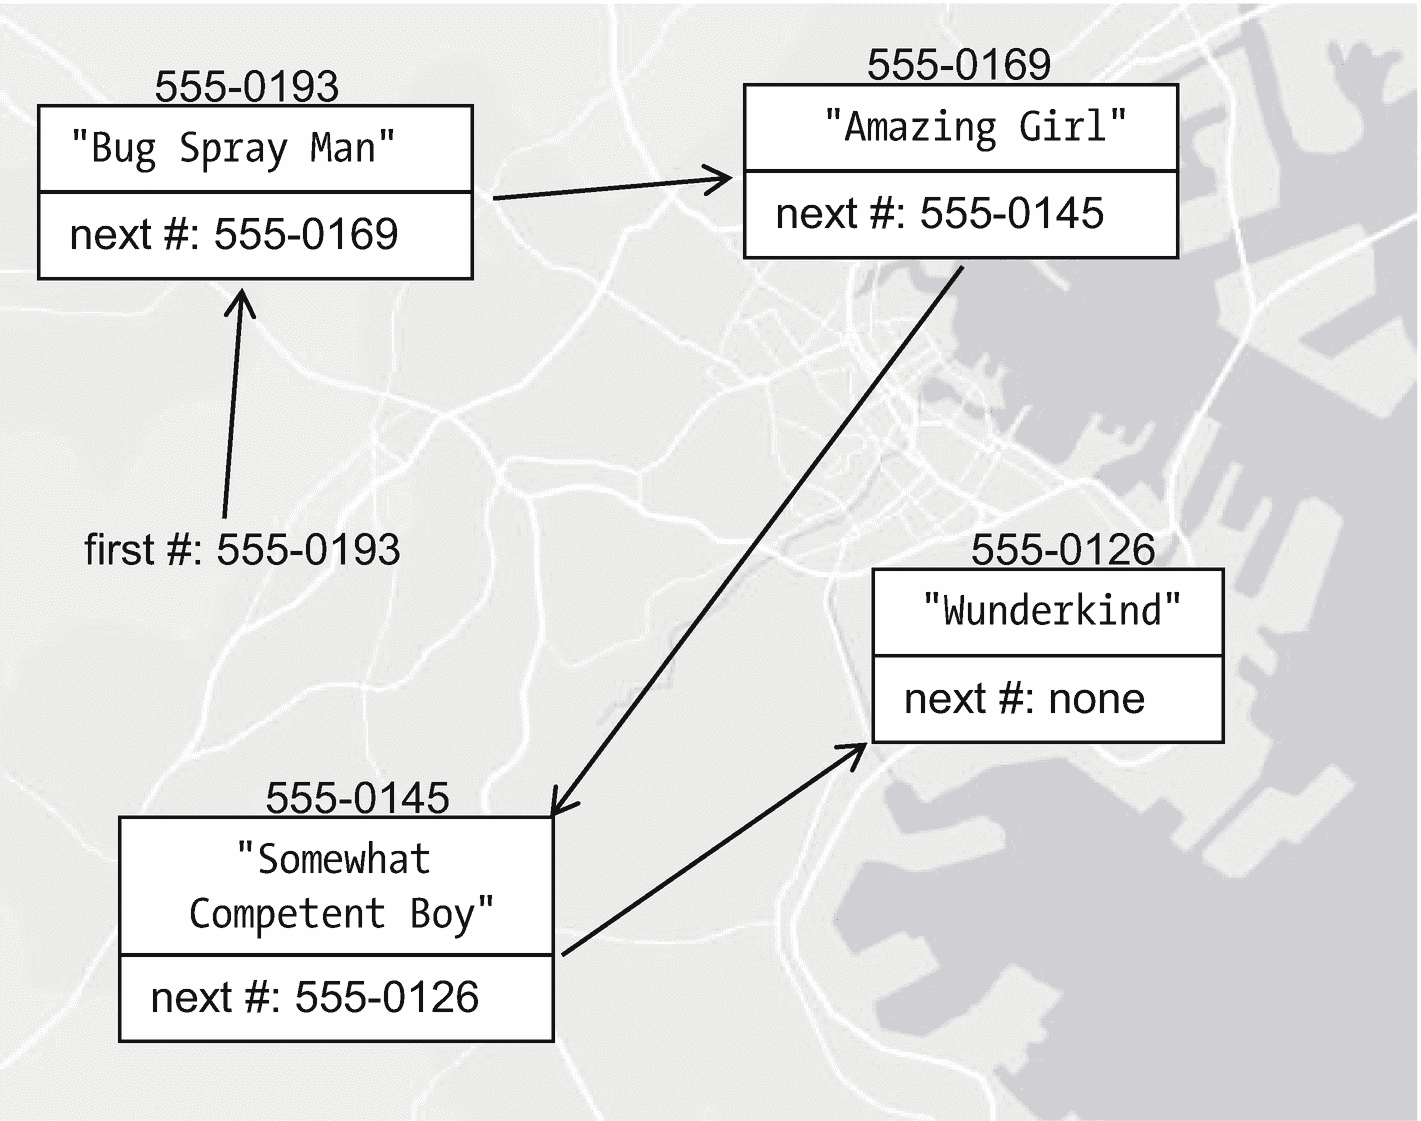 555-0193
"Bug Spray Man"
next #: 555-0169
555-0169
"Amazing Girl"
next #: 555-0145
first #: 555-0193
555-0126
"Wunderkind"
next #: none
555-0145
"Somewhat
Competent Boy"
next #: 555-0126